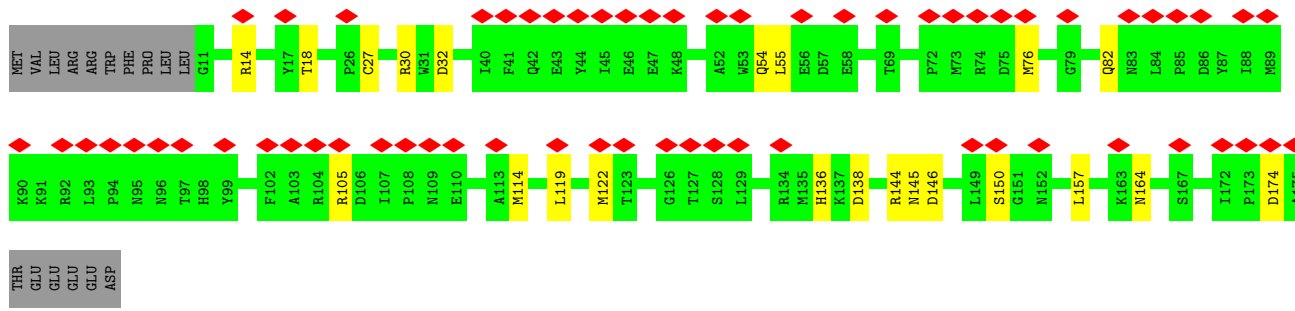 MET VAL LEU ARG ARG TRP PHE PRO LEU LEU G11 R14 Y17 T18 P26 C27 R30 W31 D32 I40 F41 Q42 E43 Y44 I45 E46 E47 K48 A52 W53 Q54 L55 E56 D57 E58 T69 P72 M73 R74 D75 M76 G79 Q82 N83 L84 P85 D86 Y87 I88 M89
K90 K91 R92 L93 P94 N95 N96 T97 H98 Y99 F102 A103 R104 R105 D106 I107 P108 N109 E110 A113 M114 L119 M122 T123 G126 T127 S128 L129 R134 M135 H136 K137 D138 R144 N145 D146 L149 S150 G151 N152 L157 K163 N164 S167 I172 P173 D174 A175
THR GLU GLU GLU GLU ASP